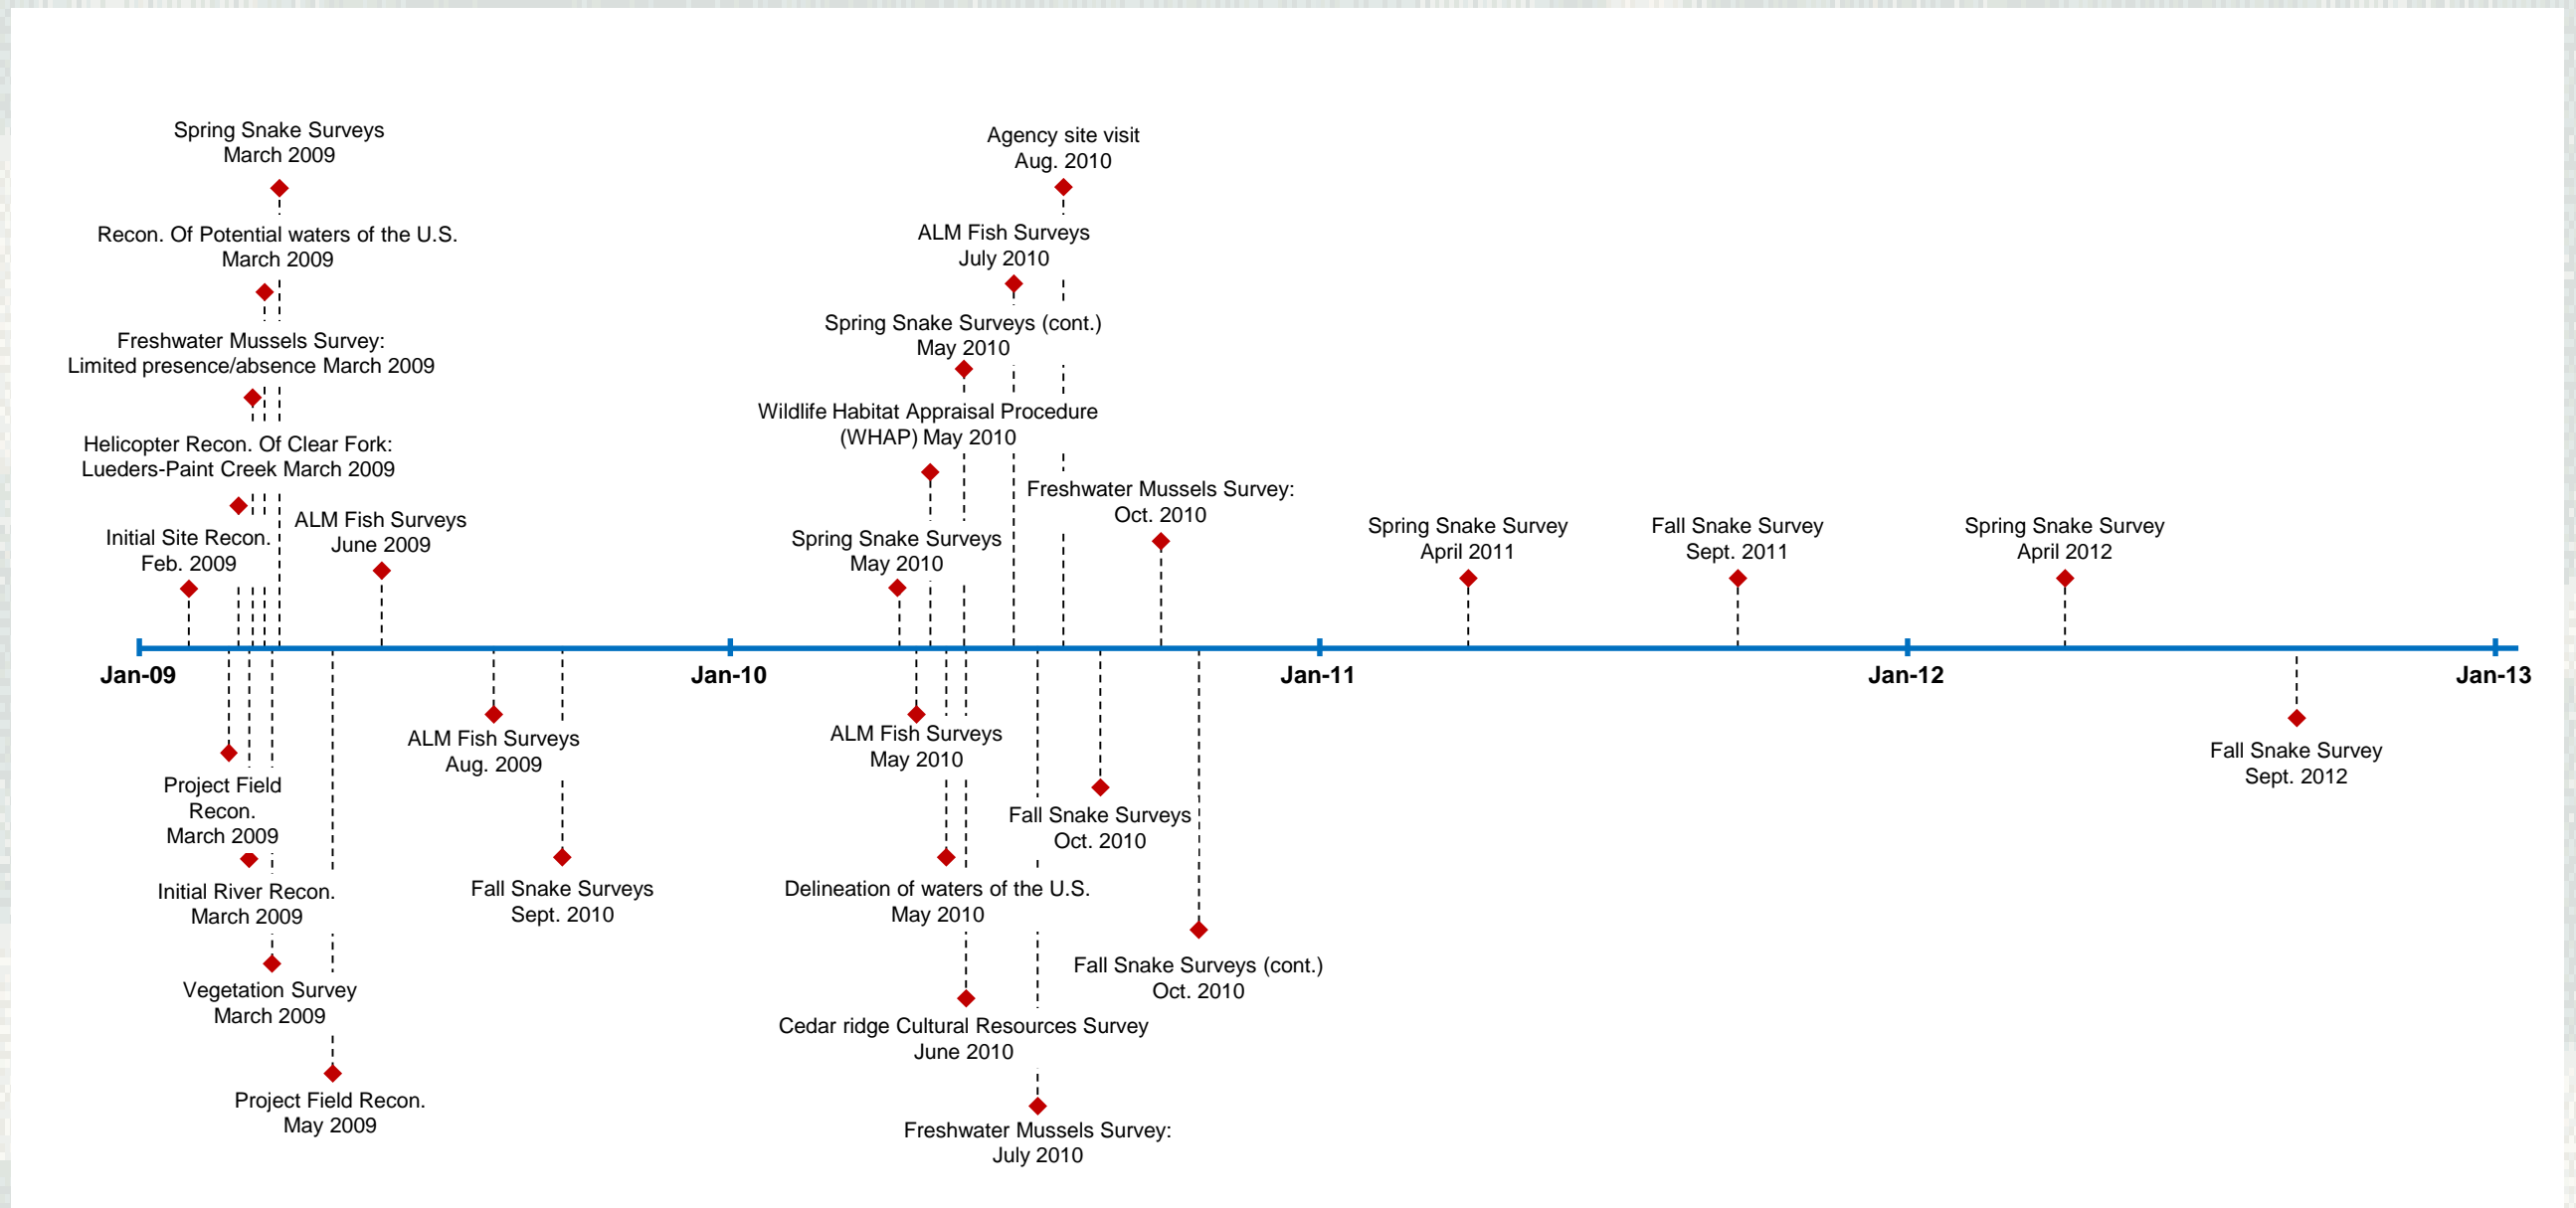 Spring Snake Surveys
March 2009
Recon. Of Potential waters of the U.S.
March 2009
Freshwater Mussels Survey:
Limited presence/absence March 2009
Helicopter Recon. Of Clear Fork:
Lueders-Paint Creek March 2009
Initial Site Recon.
Feb. 2009
ALM Fish Surveys
June 2009
Agency site visit
Aug. 2010
ALM Fish Surveys
July 2010
Spring Snake Surveys (cont.)
May 2010
Wildlife Habitat Appraisal Procedure
(WHAP) May 2010
Freshwater Mussels Survey:
Oct. 2010
Spring Snake Surveys
May 2010
Spring Snake Survey
April 2011
Fall Snake Survey
Sept. 2011
Spring Snake Survey
April 2012
Jan-09
Jan-10
Jan-11
Jan-12
Jan-13
Project Field
Recon.
March 2009
Initial River Recon.
March 2009
Vegetation Survey
March 2009
Project Field Recon.
May 2009
ALM Fish Surveys
Aug. 2009
Fall Snake Surveys
Sept. 2010
ALM Fish Surveys
May 2010
Fall Snake Surveys
Oct. 2010
Delineation of waters of the U.S.
May 2010
Fall Snake Surveys (cont.)
Oct. 2010
Cedar ridge Cultural Resources Survey
June 2010
Freshwater Mussels Survey:
July 2010
Fall Snake Survey
Sept. 2012